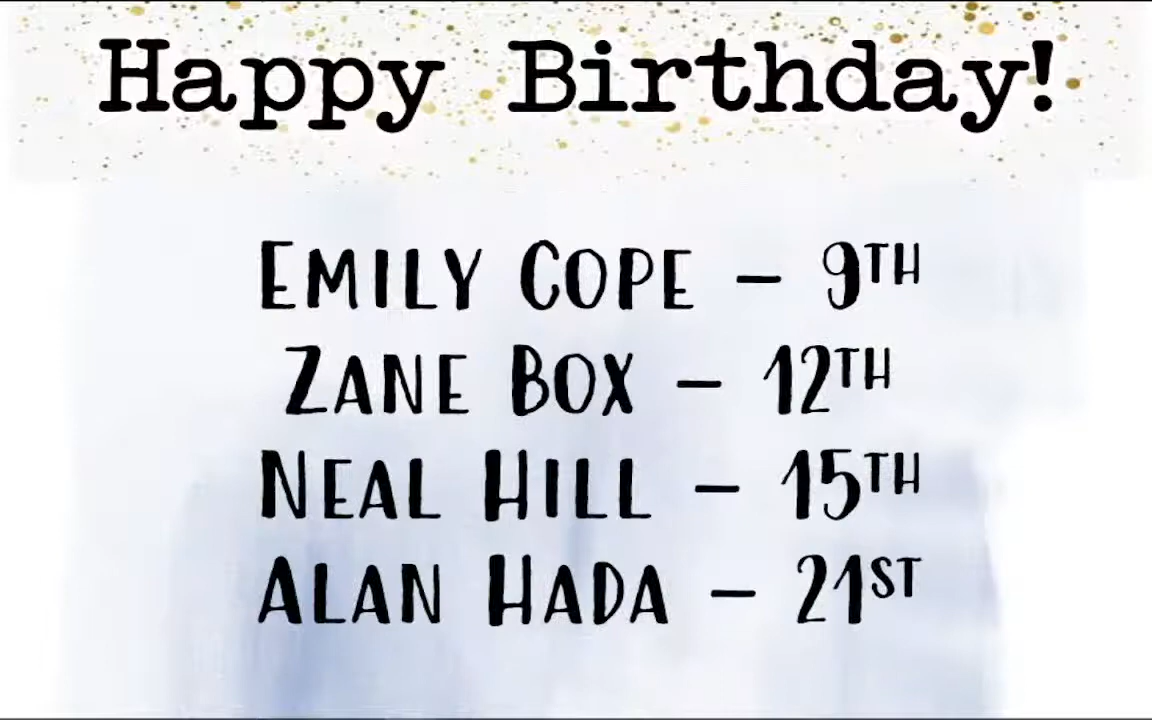 Happy Birthday!
EMILY COPE – 9TH
ZANE BOX – 12TH
NEAL HILL – 15TH
ALAN HADA – 21ST